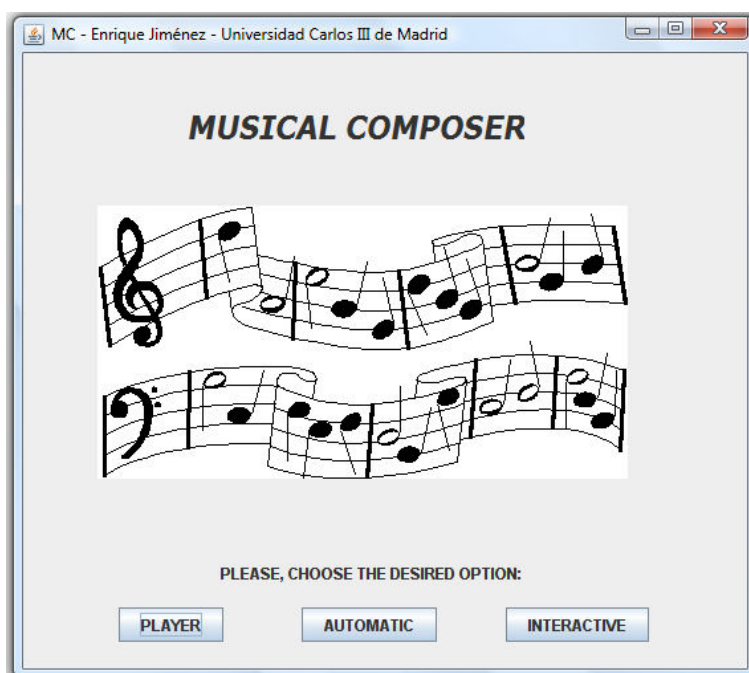 MC - Enrique Jiménez - Universidad Carlos III de Madrid
MUSICAL COMPOSER
PLEASE, CHOOSE THE DESIRED OPTION:
PLAYER AUTOMATIC INTERACTIVE